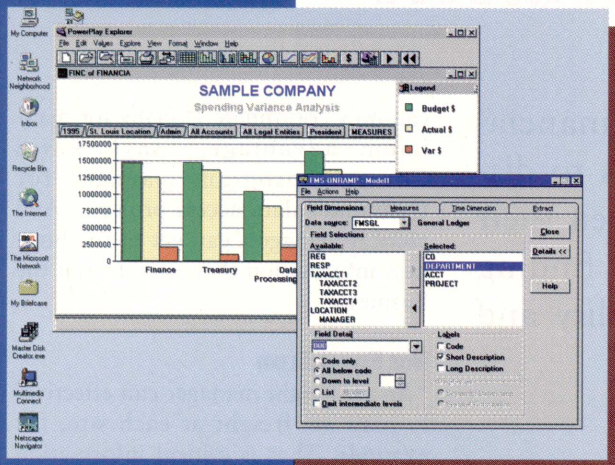 My Computer
Network
Neighborhood
Inbox
Recycle Bin
The Internet
The Microsoft
Network
My Briefcase
Master Disk
Creator.exe
Multimedia
Connect
Netscape
Navigator
PowerPlay Explorer
File Edit Values Explore View Format Window Help
FINC of FINANCIA
SAMPLE COMPANY
Spending Variance Analysis
1995 St. Louis Location Admin All Accounts All Legal Entities President MEASURES
17500000
15000000
12500000
10000000
7500000
5000000
2500000
0
Finance Treasury Data
Processing
Legend
Budget $
Actual $
Var $
FMS-ONRAMP - Model1
File Actions Help
Field Dimensions Measures Time Dimension Extract
Data source: FMSGL General Ledger
Field Selections
Available:
REG
RESP
TAXACCT1
TAXACCT2
TAXACCT3
TAXACCT4
LOCATION
MANAGER
Selected:
CO
DEPARTMENT
ACCT
PROJECT
Close
Details <<
Help
Field Detail
Code only
All below code
Down to level
List
Omit intermediate levels
Labels
Code
Short Description
Long Description